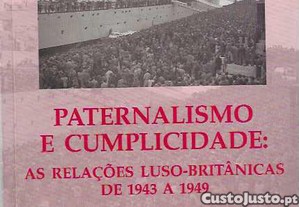 PATERNALISMO
E CUMPLICIDADE:
AS RELAÇÕES LUSO-BRITÂNICAS
DE 1943 A 1949
CustoJusto.pt